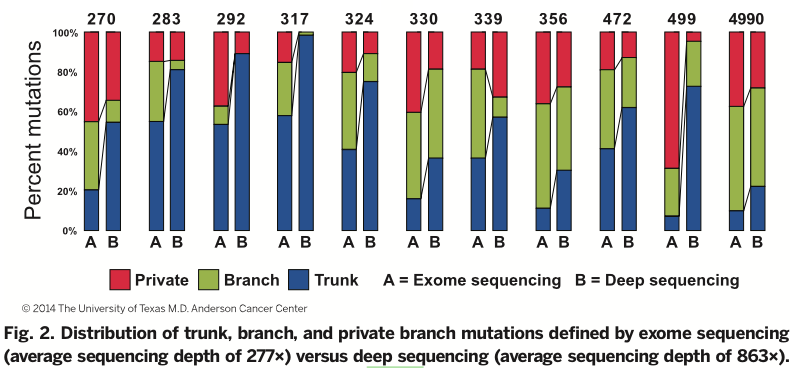 270 283 292 317 324 330 339 356 472 499 4990
Percent mutations
100%
80%
60%
40%
20%
0%
A B A B A B A B A B A B A B A B A B A B A B
Private Branch Trunk A = Exome sequencing B = Deep sequencing
© 2014 The University of Texas M.D. Anderson Cancer Center
Fig. 2. Distribution of trunk, branch, and private branch mutations defined by exome sequencing
(average sequencing depth of 277×) versus deep sequencing (average sequencing depth of 863×).